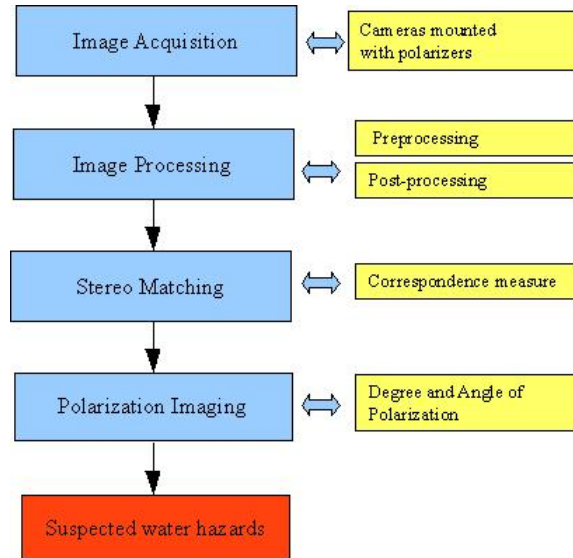 Image Acquisition
Cameras mounted
with polarizers
Image Processing
Preprocessing
Post-processing
Stereo Matching
Correspondence measure
Polarization Imaging
Degree and Angle of
Polarization
Suspected water hazards